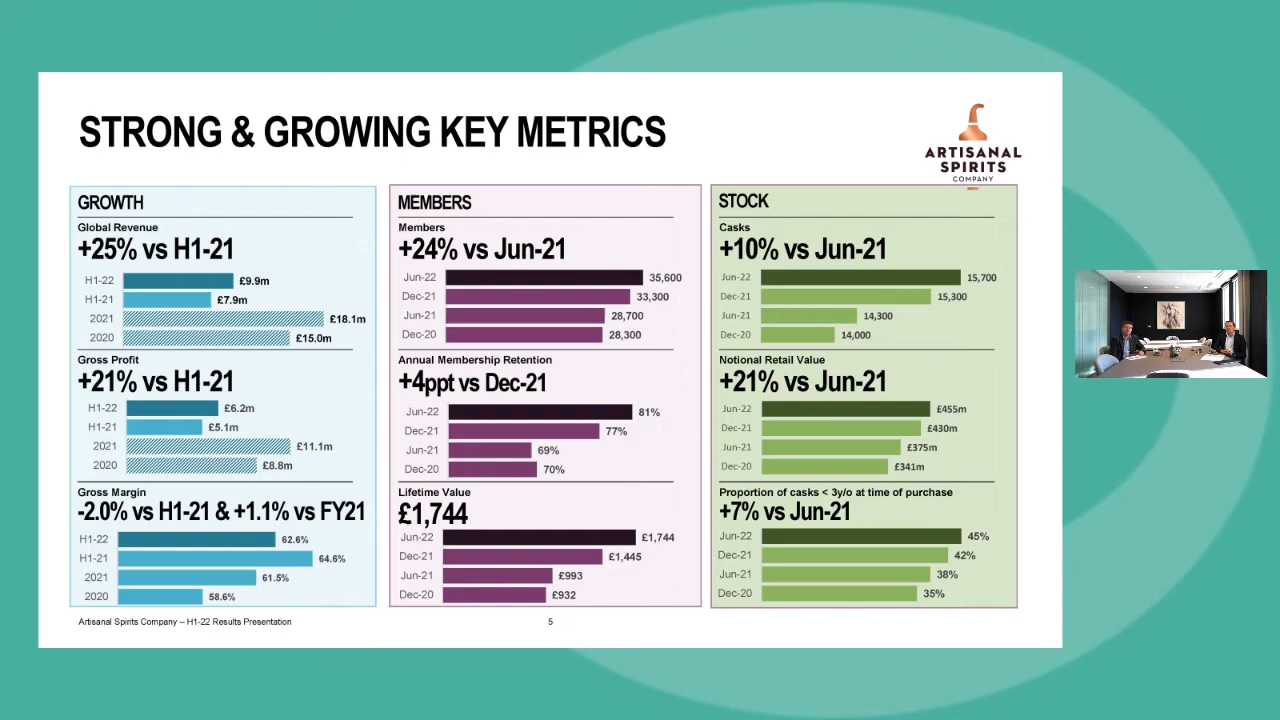 STRONG & GROWING KEY METRICS
ARTISANAL
SPIRITS
COMPANY
GROWTH
Global Revenue
+25% vs H1-21
H1-22 £9.9m
H1-21 £7.9m
2021 £18.1m
2020 £15.0m
Gross Profit
+21% vs H1-21
H1-22 £6.2m
H1-21 £5.1m
2021 £11.1m
2020 £8.8m
Gross Margin
-2.0% vs H1-21 & +1.1% vs FY21
H1-22 62.6%
H1-21 64.6%
2021 61.5%
2020 58.6%
MEMBERS
Members
+24% vs Jun-21
Jun-22 35,600
Dec-21 33,300
Jun-21 28,700
Dec-20 28,300
Annual Membership Retention
+4ppt vs Dec-21
Jun-22 81%
Dec-21 77%
Jun-21 69%
Dec-20 70%
Lifetime Value
£1,744
Jun-22 £1,744
Dec-21 £1,445
Jun-21 £993
Dec-20 £932
STOCK
Casks
+10% vs Jun-21
Jun-22 15,700
Dec-21 15,300
Jun-21 14,300
Dec-20 14,000
Notional Retail Value
+21% vs Jun-21
Jun-22 £455m
Dec-21 £430m
Jun-21 £375m
Dec-20 £341m
Proportion of casks < 3y/o at time of purchase
+7% vs Jun-21
Jun-22 45%
Dec-21 42%
Jun-21 38%
Dec-20 35%
Artisanal Spirits Company – H1-22 Results Presentation
5